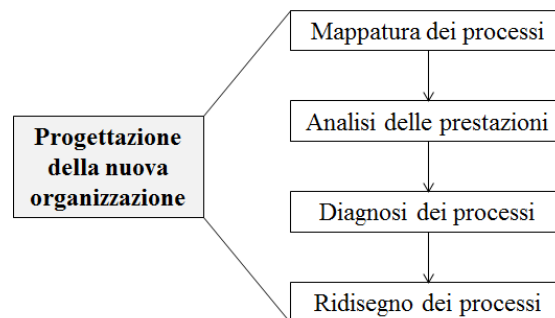 Mappatura dei processi
Progettazione
della nuova
organizzazione
Analisi delle prestazioni
Diagnosi dei processi
Ridisegno dei processi